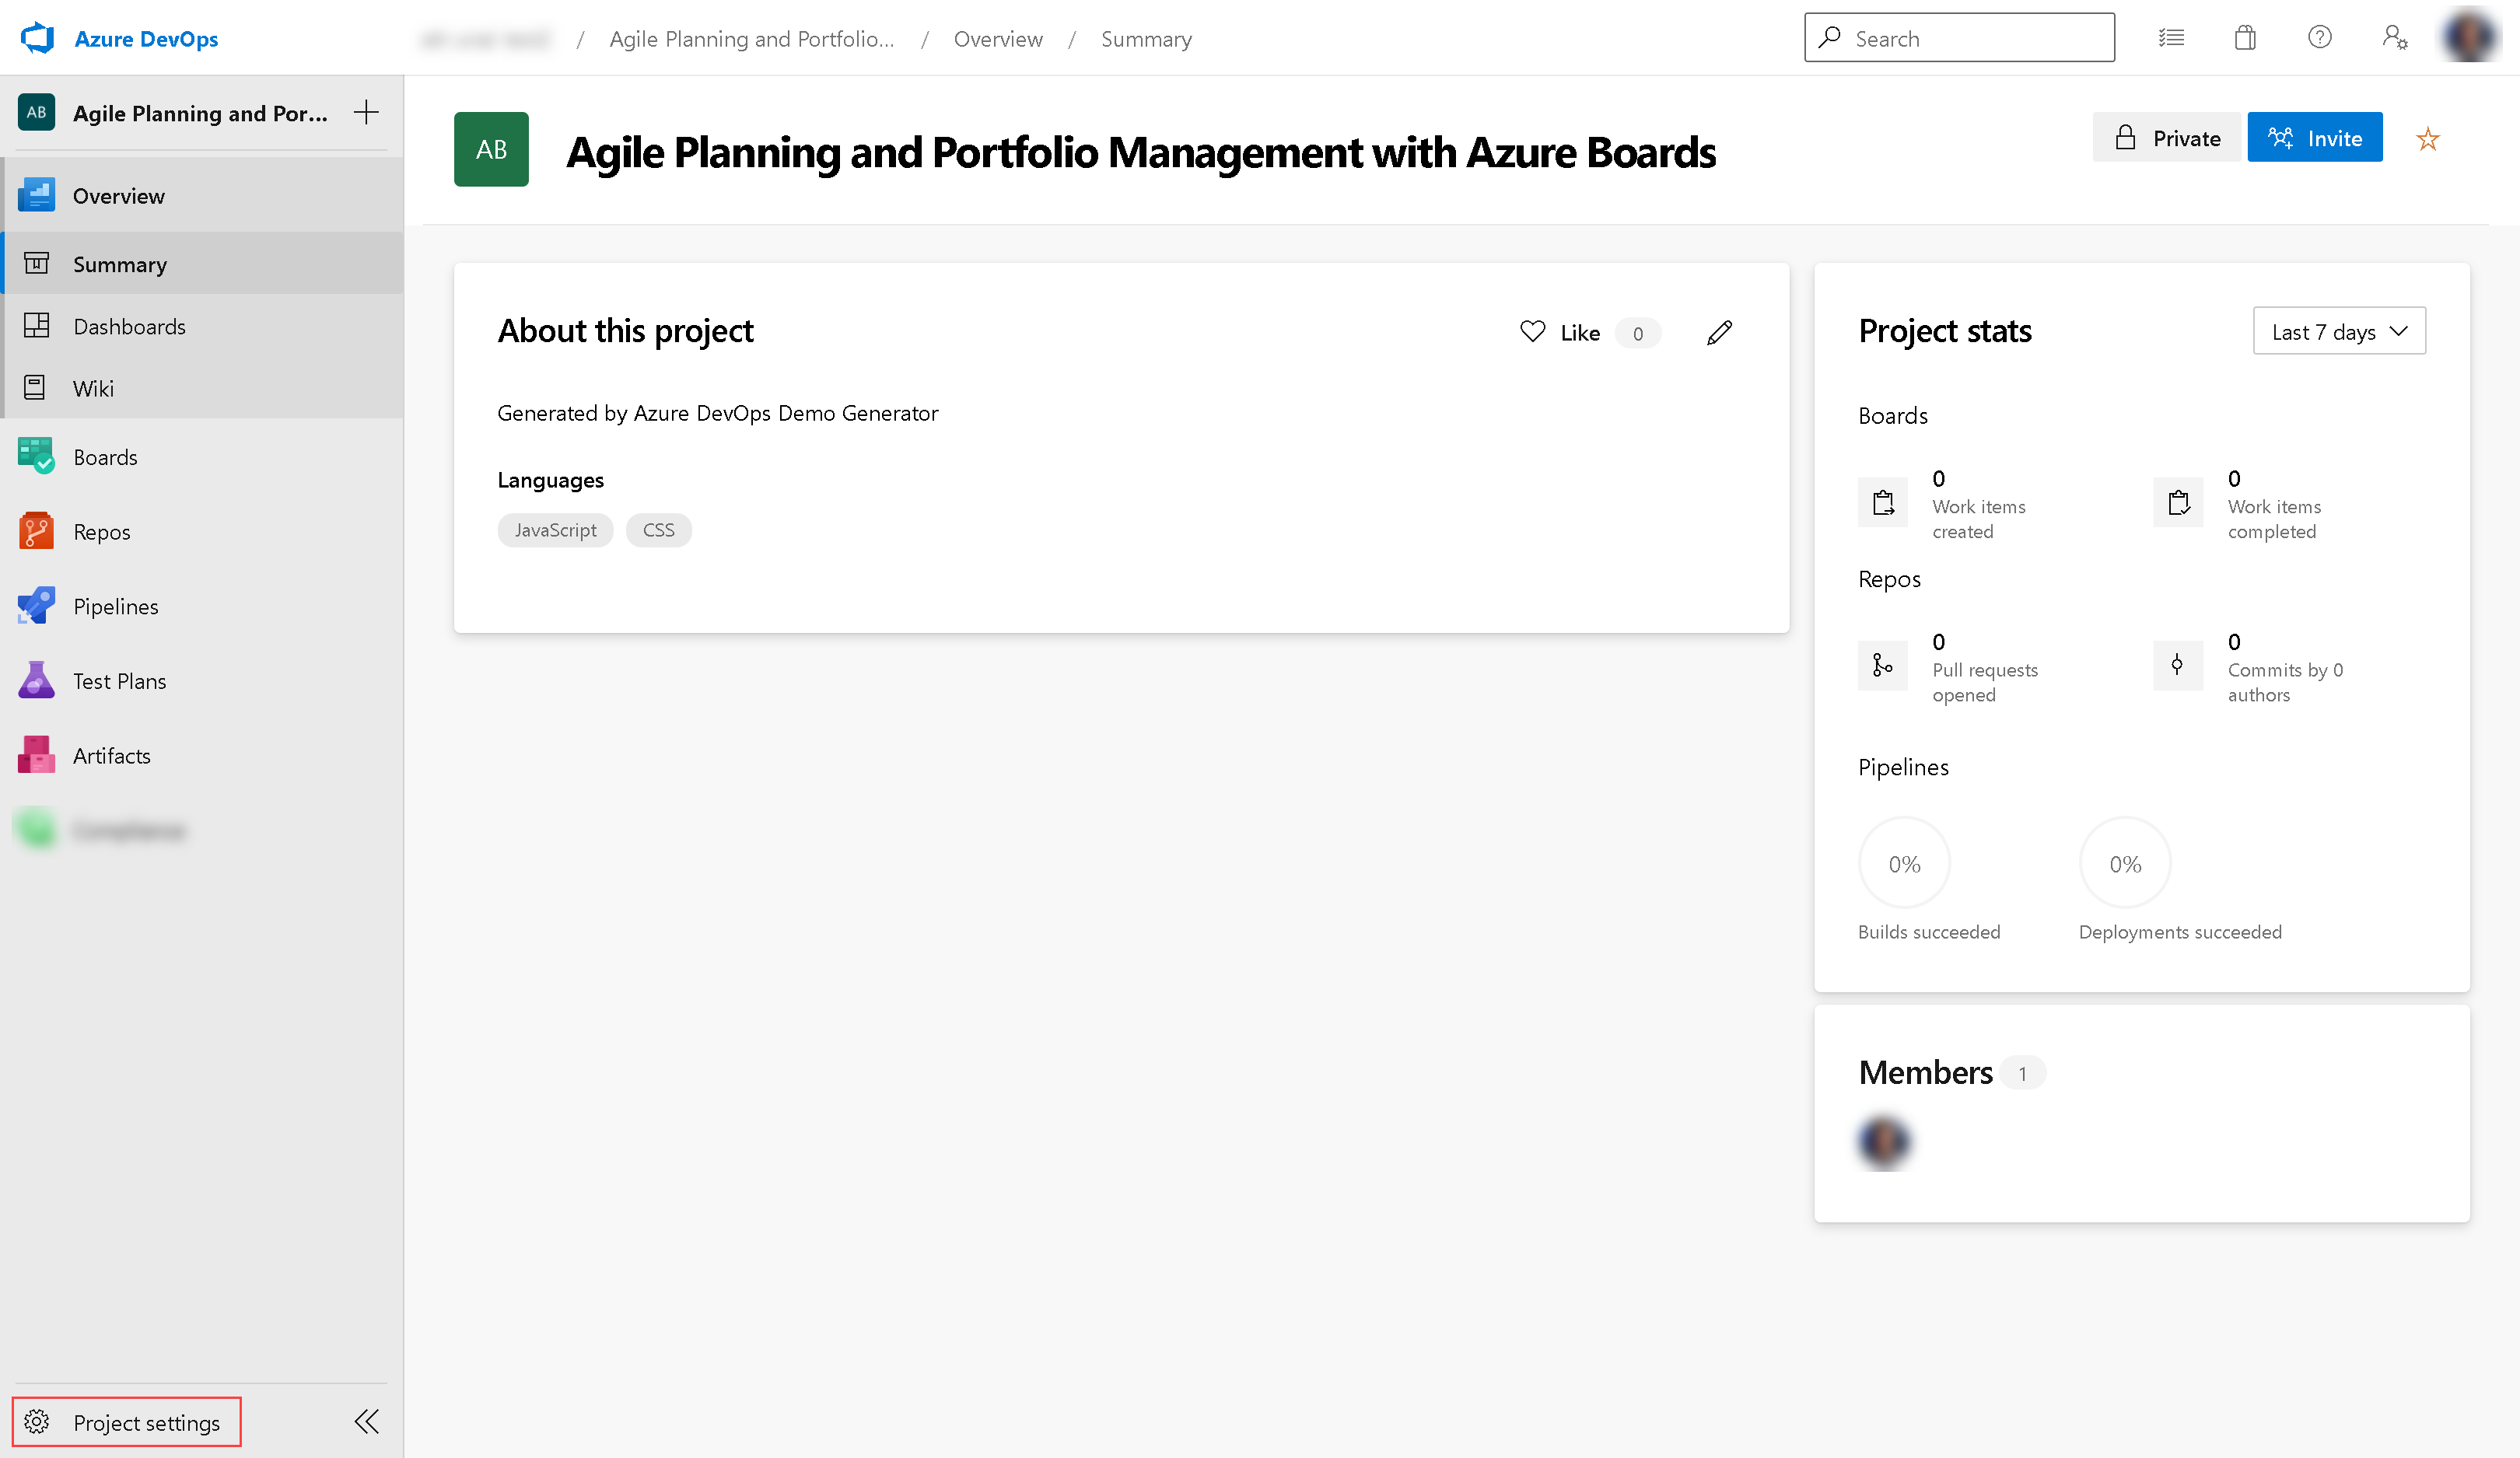 Azure DevOps
/ Agile Planning and Portfolio... / Overview / Summary
Search
AB Agile Planning and Por...
Overview
Summary
Dashboards
Wiki
Boards
Repos
Pipelines
Test Plans
Artifacts
Project settings
AB Agile Planning and Portfolio Management with Azure Boards
Private
Invite
About this project
Like 0
Generated by Azure DevOps Demo Generator
Languages
JavaScript CSS
Project stats
Last 7 days
Boards
0
Work items
created
0
Work items
completed
Repos
0
Pull requests
opened
0
Commits by 0
authors
Pipelines
0%
Builds succeeded
0%
Deployments succeeded
Members 1